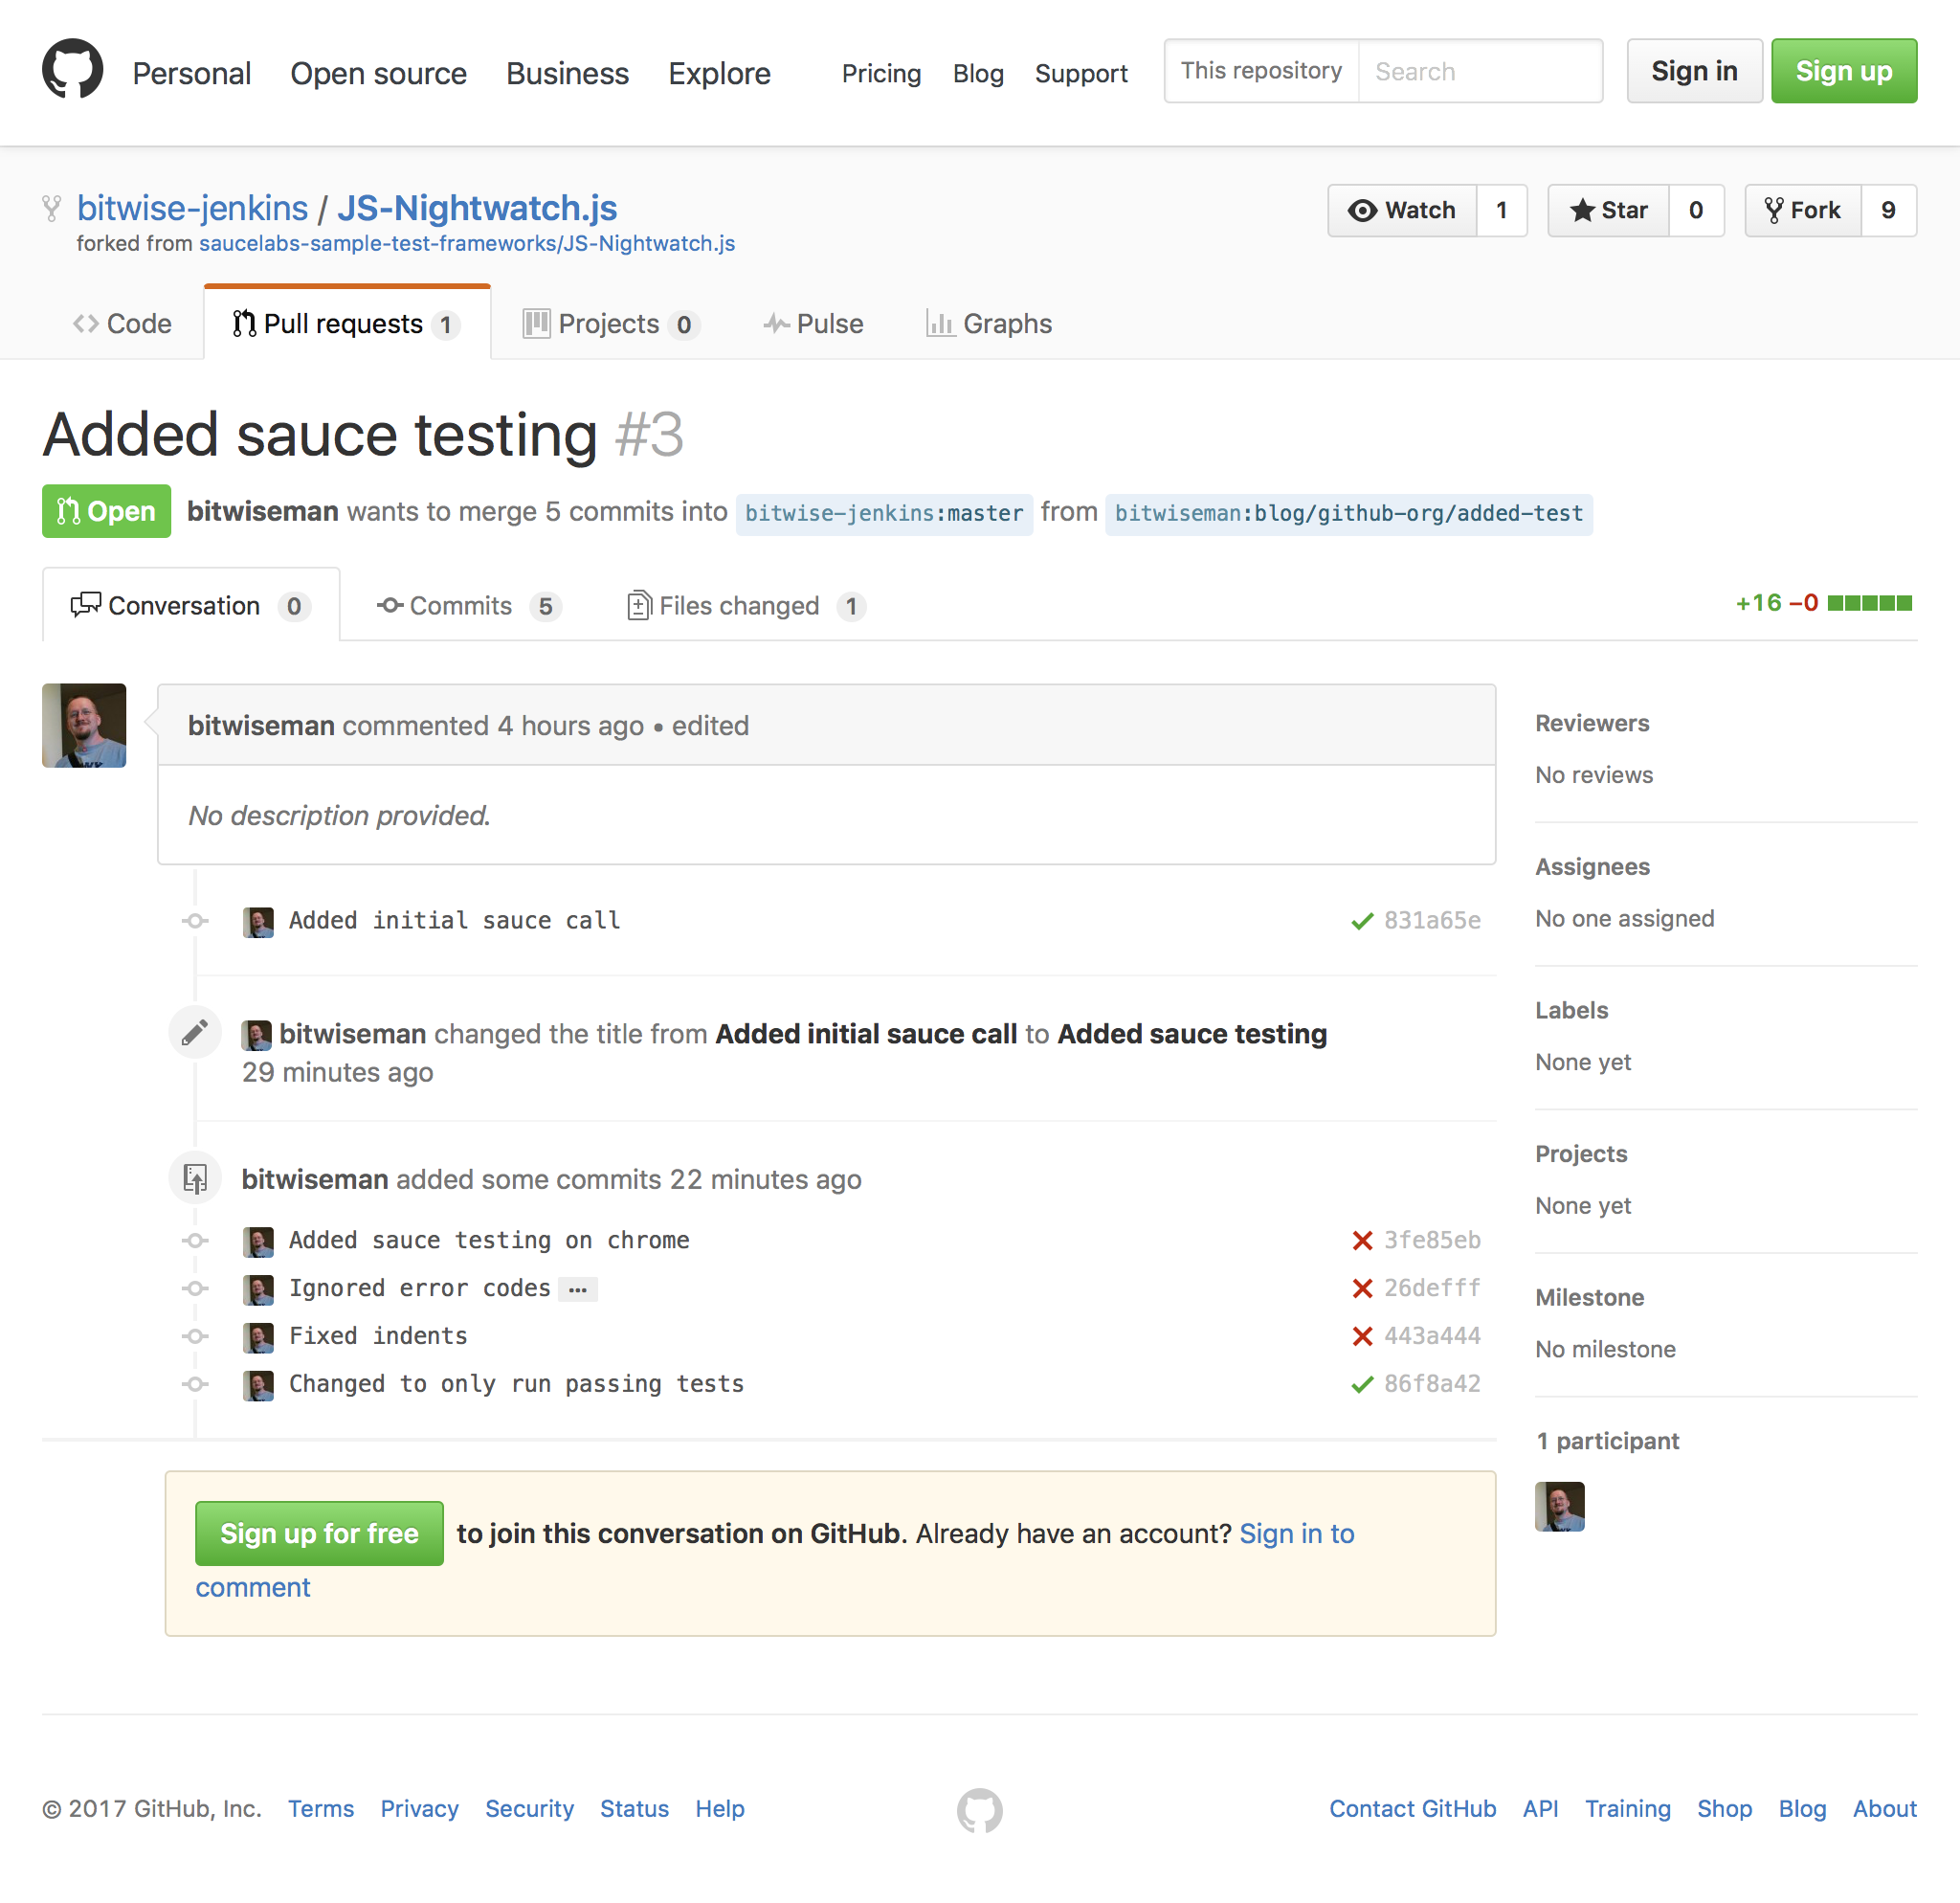 Personal Open source Business Explore Pricing Blog Support This repository Search Sign in Sign up
bitwise-jenkins / JS-Nightwatch.js Watch 1 Star 0 Fork 9
forked from saucelabs-sample-test-frameworks/JS-Nightwatch.js
Code Pull requests 1 Projects 0 Pulse Graphs
Added sauce testing #3
Open bitwiseman wants to merge 5 commits into bitwise-jenkins:master from bitwiseman:blog/github-org/added-test
Conversation 0 Commits 5 Files changed 1 +16 −0
bitwiseman commented 4 hours ago • edited
No description provided.
Added initial sauce call 831a65e
bitwiseman changed the title from Added initial sauce call to Added sauce testing
29 minutes ago
bitwiseman added some commits 22 minutes ago
Added sauce testing on chrome 3fe85eb
Ignored error codes … 26defff
Fixed indents 443a444
Changed to only run passing tests 86f8a42
Reviewers
No reviews
Assignees
No one assigned
Labels
None yet
Projects
None yet
Milestone
No milestone
1 participant
Sign up for free to join this conversation on GitHub. Already have an account? Sign in to
comment
© 2017 GitHub, Inc. Terms Privacy Security Status Help Contact GitHub API Training Shop Blog About